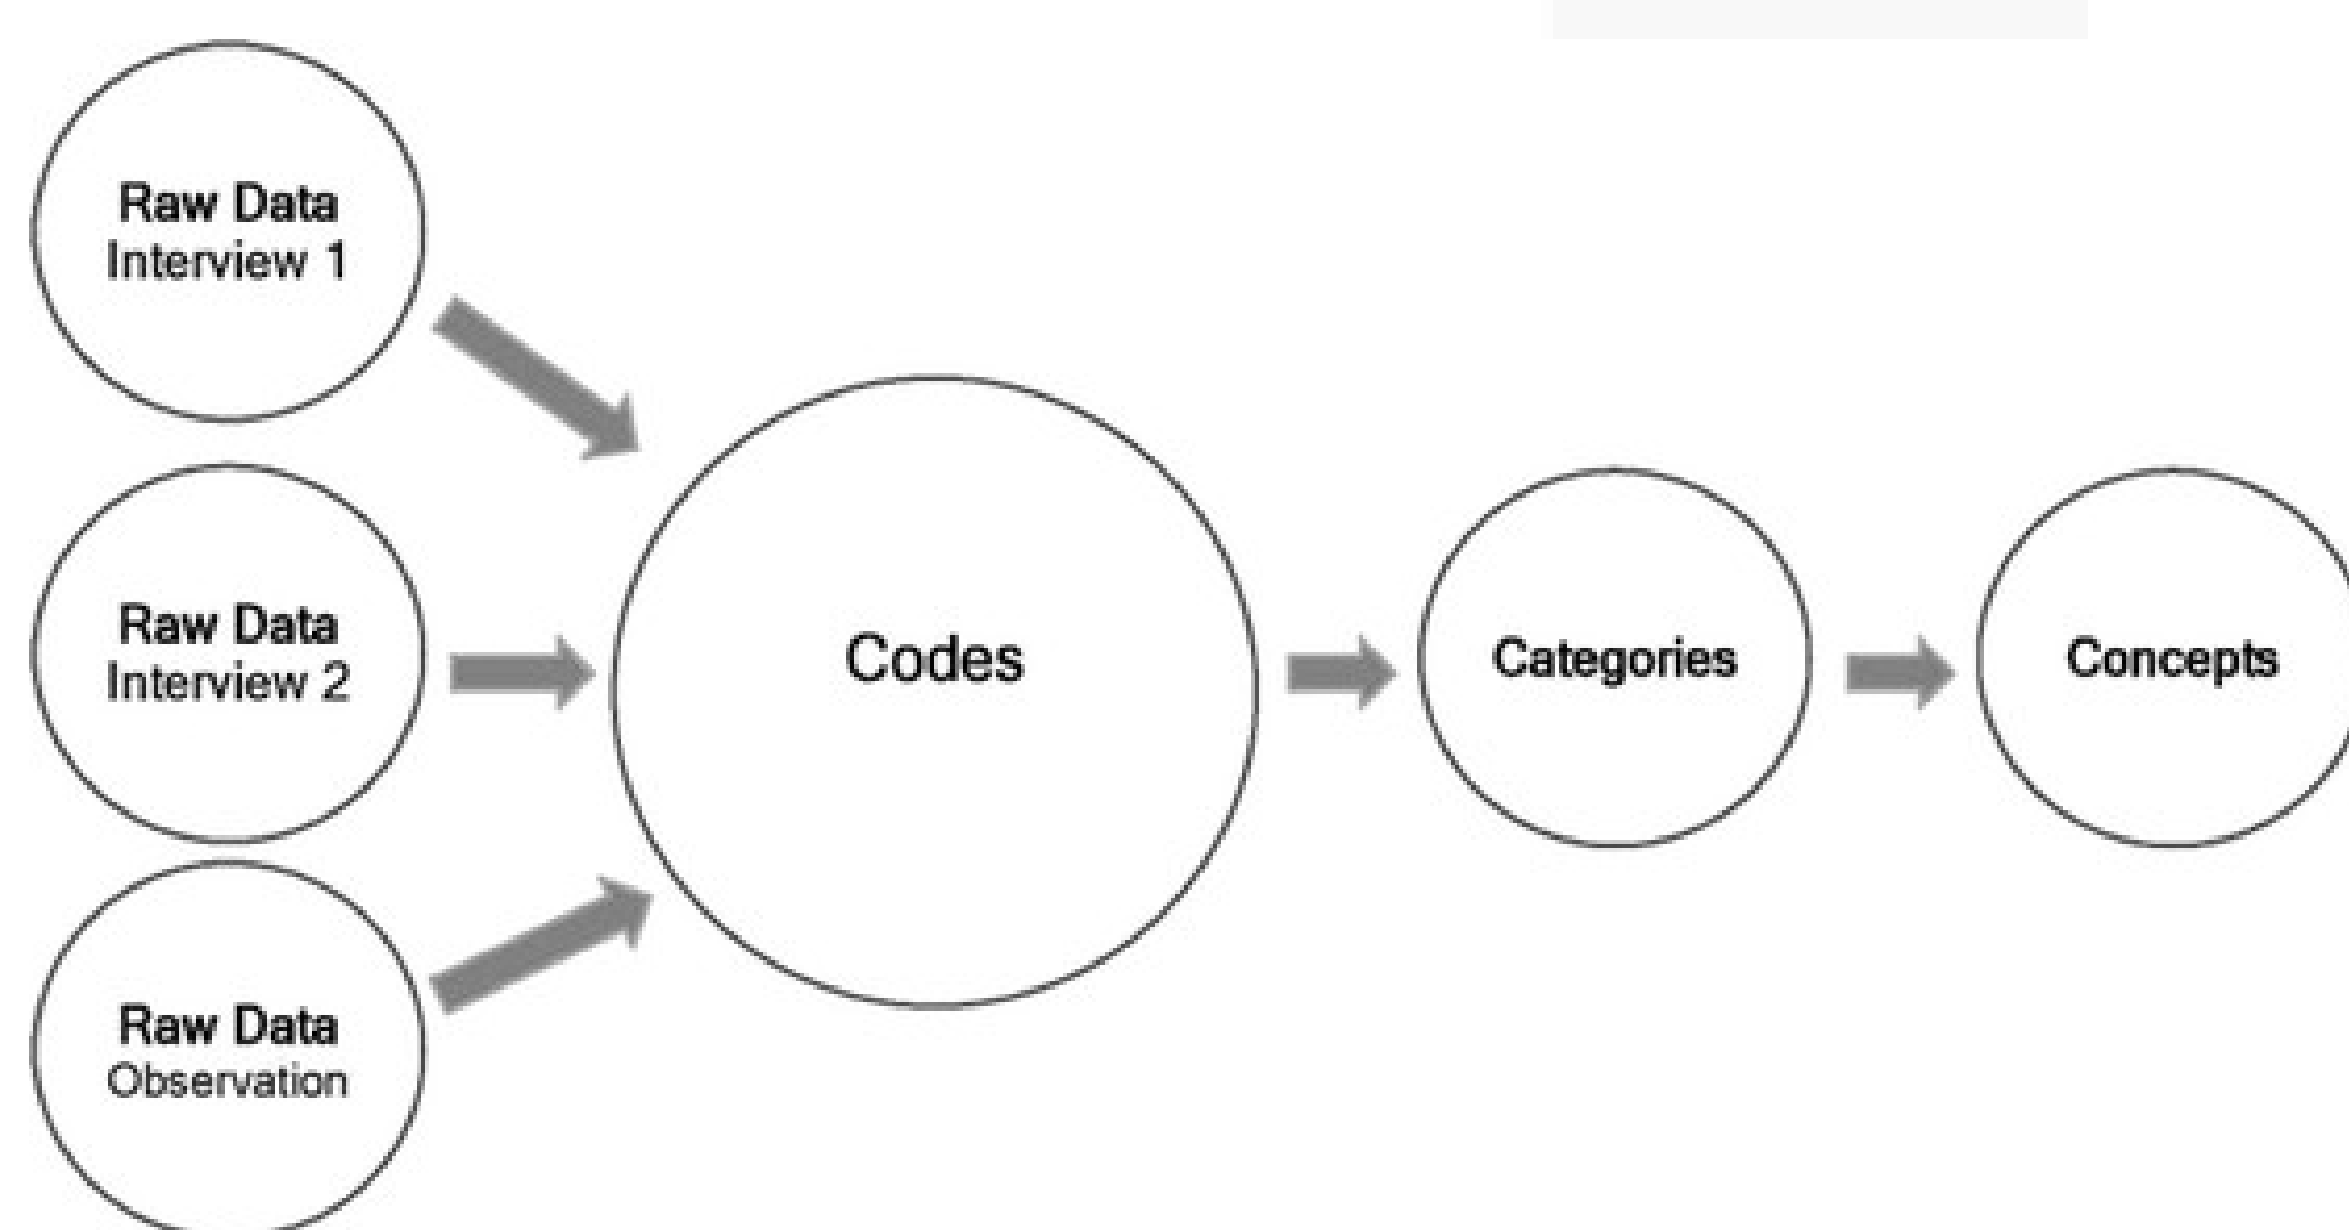 Raw Data
Interview 1
Raw Data
Interview 2
Raw Data
Observation
Codes
Categories
Concepts